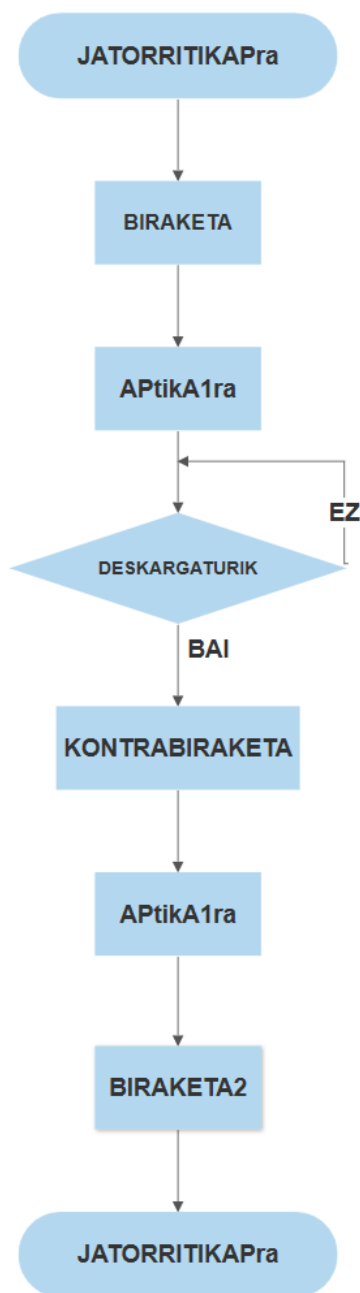 JATORRITIKAPra
BIRAKETA
APtikA1ra
EZ
DESKARGATURIK
BAI
KONTRABIRAKETA
APtikA1ra
BIRAKETA2
JATORRITIKAPra